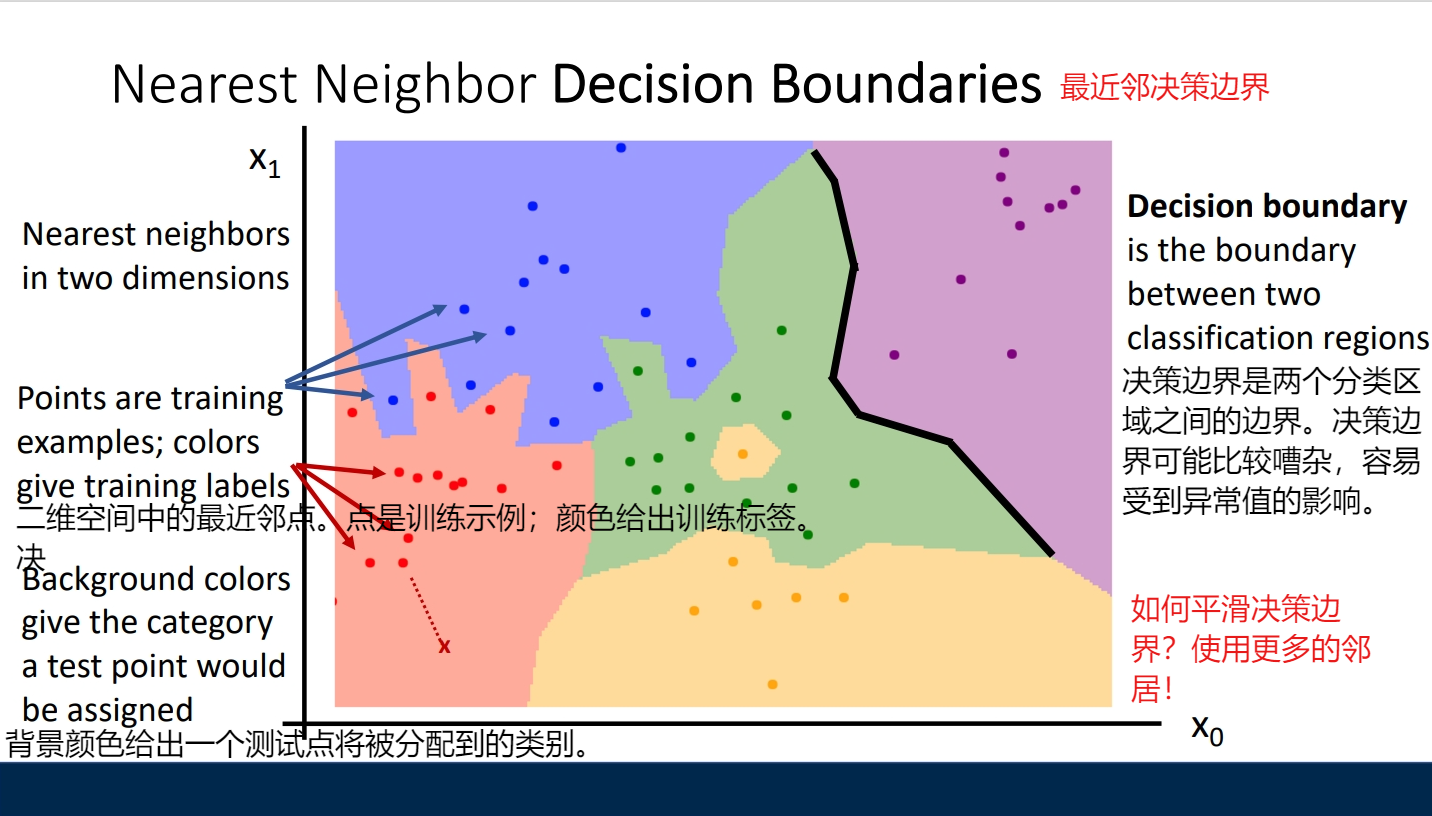 Nearest Neighbor Decision Boundaries 最近邻决策边界
x1
Nearest neighbors
in two dimensions
Points are training
examples; colors
give training labels
二维空间中的最近邻点。点是训练示例；颜色给出训练标签。
决
Background colors
give the category
a test point would
be assigned
背景颜色给出一个测试点将被分配到的类别。
x
Decision boundary
is the boundary
between two
classification regions
决策边界是两个分类区
域之间的边界。决策边
界可能比较嘈杂，容易
受到异常值的影响。
如何平滑决策边
界？使用更多的邻
居！
x0